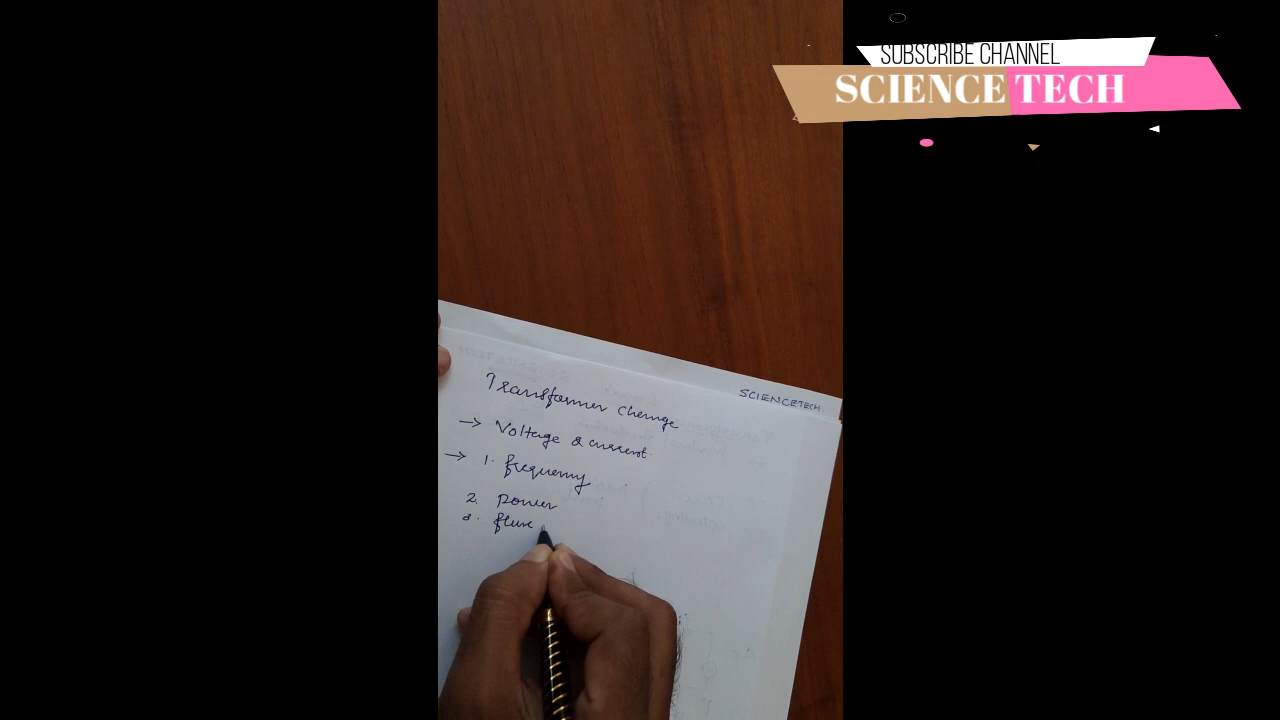 SUBSCRIBE CHANNEL
SCIENCE TECH
SCIENCETECH
Transformer change
→ Voltage & current.
→ 1. frequency
2. Power
3. flux